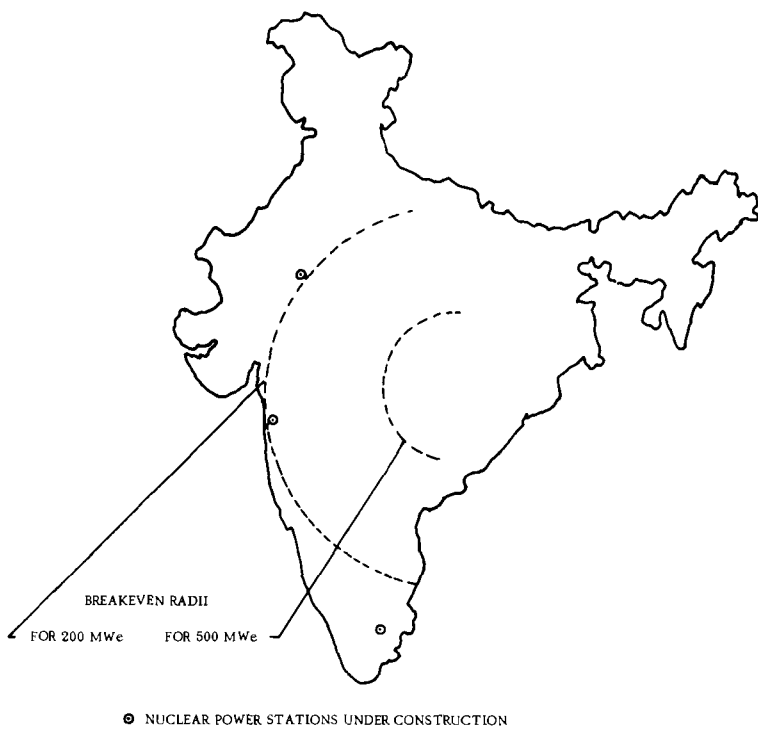 BREAKEVEN RADII
FOR 200 MWe FOR 500 MWe
NUCLEAR POWER STATIONS UNDER CONSTRUCTION